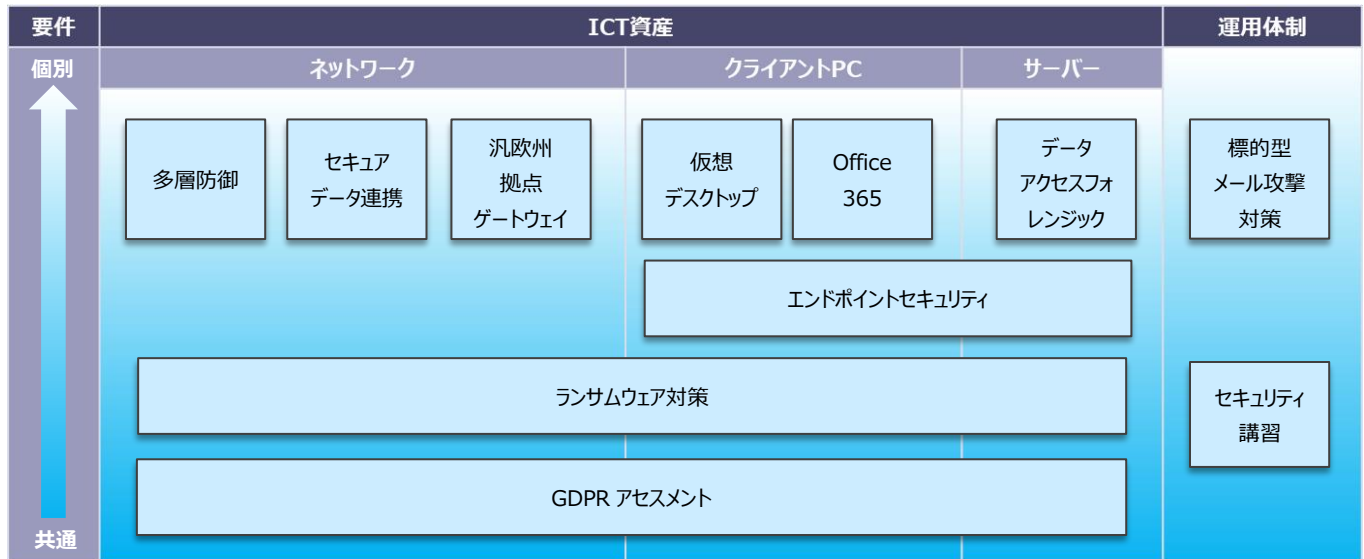 要件
ICT資産
運用体制
個別
ネットワーク
クライアントPC
サーバー
多層防御
セキュア
データ連携
汎欧州
拠点
ゲートウェイ
仮想
デスクトップ
Office
365
データ
アクセスフォ
レンジック
標的型
メール攻撃
対策
エンドポイントセキュリティ
ランサムウェア対策
セキュリティ
講習
GDPR アセスメント
共通